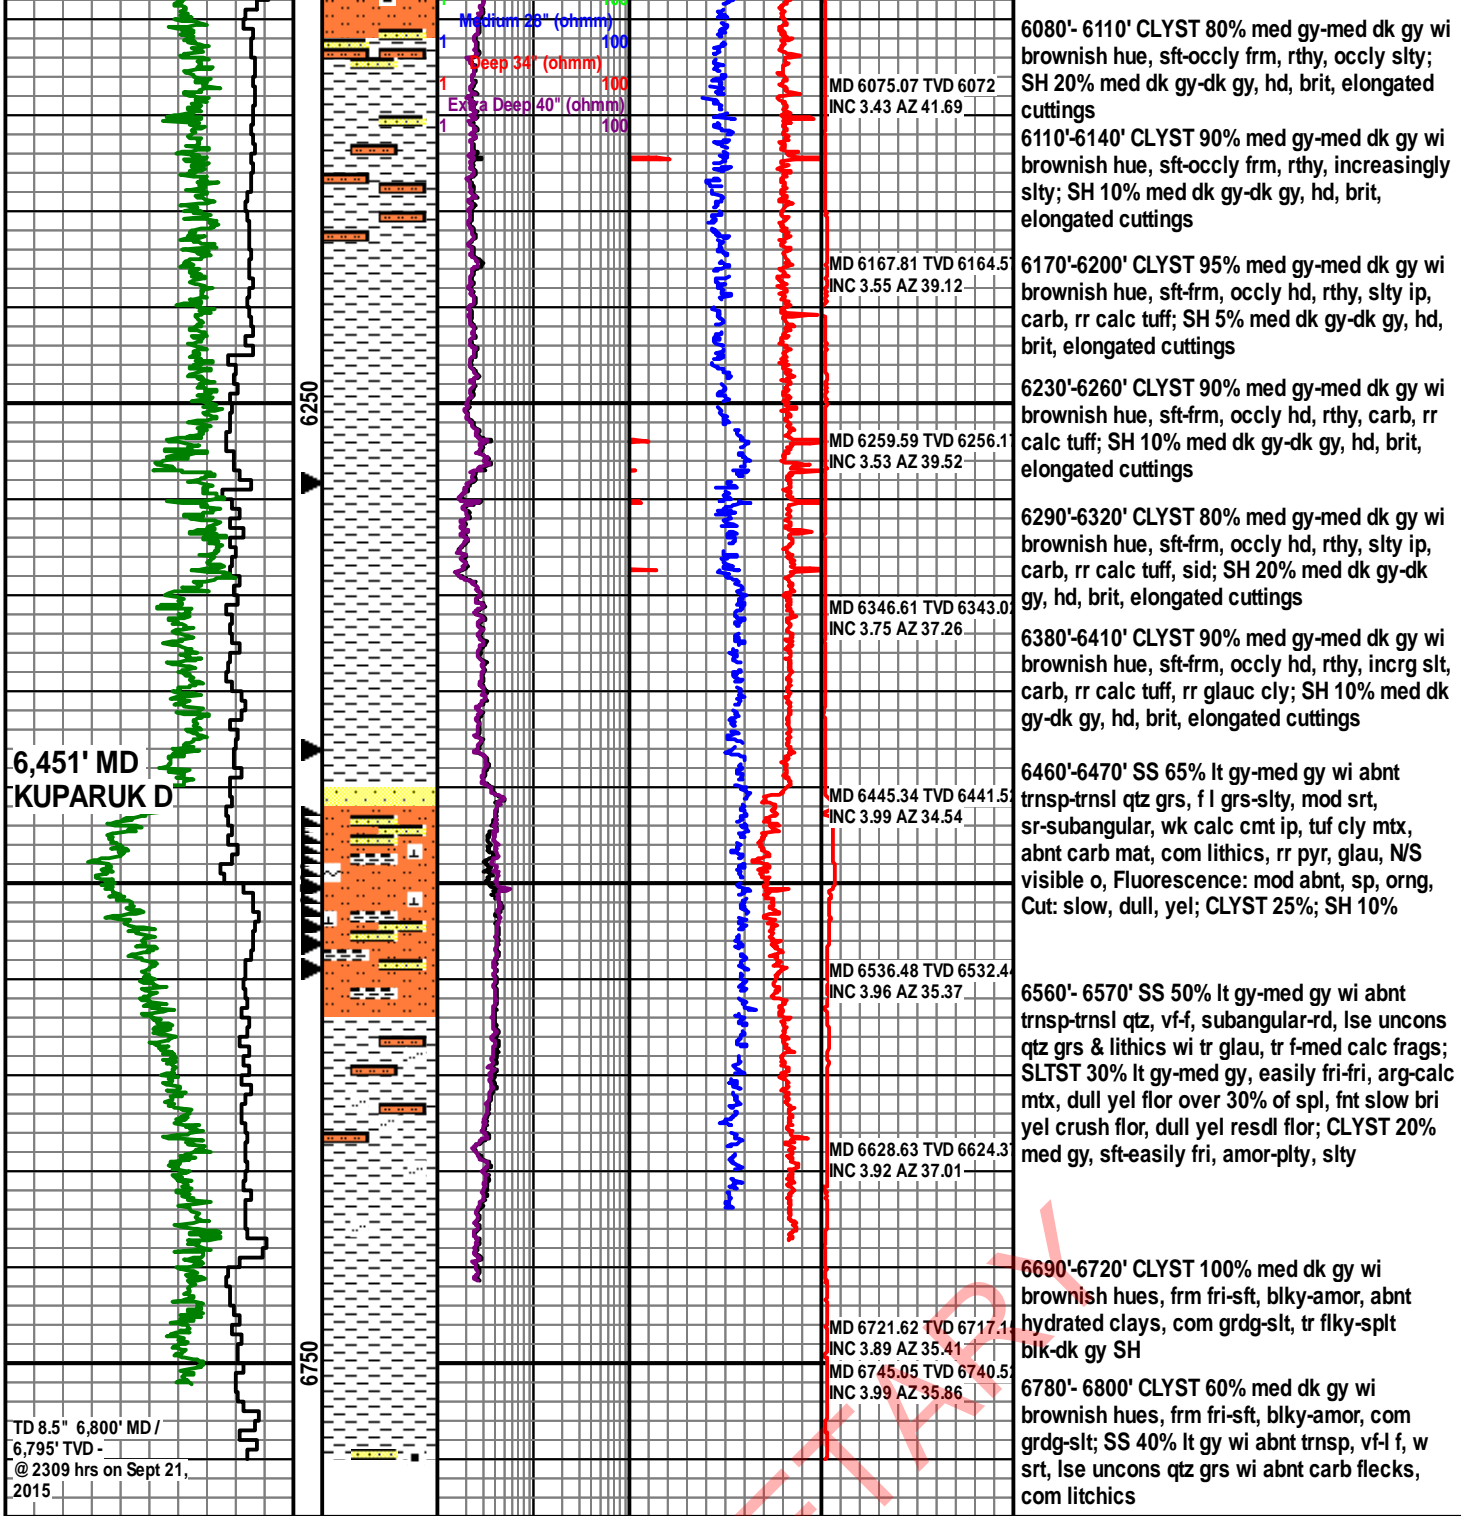 100
Medium 28" (ohmm)
1 100
Deep 34" (ohmm)
1 100
Extra Deep 40" (ohmm)
1 100
6250
6750
6,451' MD
KUPARUK D
TD 8.5" 6,800' MD /
6,795' TVD -
@ 2309 hrs on Sept 21,
2015
MD 6075.07 TVD 6072
INC 3.43 AZ 41.69
MD 6167.81 TVD 6164.57
INC 3.55 AZ 39.12
MD 6259.59 TVD 6256.17
INC 3.53 AZ 39.52
MD 6346.61 TVD 6343.02
INC 3.75 AZ 37.26
MD 6445.34 TVD 6441.52
INC 3.99 AZ 34.54
MD 6536.48 TVD 6532.44
INC 3.96 AZ 35.37
MD 6628.63 TVD 6624.37
INC 3.92 AZ 37.01
MD 6721.62 TVD 6717.1
INC 3.89 AZ 35.41
MD 6745.05 TVD 6740.52
INC 3.99 AZ 35.86
6080'- 6110' CLYST 80% med gy-med dk gy wi
brownish hue, sft-occly frm, rthy, occly slty;
SH 20% med dk gy-dk gy, hd, brit, elongated
cuttings
6110'-6140' CLYST 90% med gy-med dk gy wi
brownish hue, sft-occly frm, rthy, increasingly
slty; SH 10% med dk gy-dk gy, hd, brit,
elongated cuttings
6170'-6200' CLYST 95% med gy-med dk gy wi
brownish hue, sft-frm, occly hd, rthy, slty ip,
carb, rr calc tuff; SH 5% med dk gy-dk gy, hd,
brit, elongated cuttings
6230'-6260' CLYST 90% med gy-med dk gy wi
brownish hue, sft-frm, occly hd, rthy, carb, rr
calc tuff; SH 10% med dk gy-dk gy, hd, brit,
elongated cuttings
6290'-6320' CLYST 80% med gy-med dk gy wi
brownish hue, sft-frm, occly hd, rthy, slty ip,
carb, rr calc tuff, sid; SH 20% med dk gy-dk
gy, hd, brit, elongated cuttings
6380'-6410' CLYST 90% med gy-med dk gy wi
brownish hue, sft-frm, occly hd, rthy, incrg slt,
carb, rr calc tuff, rr glauc cly; SH 10% med dk
gy-dk gy, hd, brit, elongated cuttings
6460'-6470' SS 65% lt gy-med gy wi abnt
trnsp-trnsl qtz grs, f l grs-slty, mod srt,
sr-subangular, wk calc cmt ip, tuf cly mtx,
abnt carb mat, com lithics, rr pyr, glau, N/S
visible o, Fluorescence: mod abnt, sp, orng,
Cut: slow, dull, yel; CLYST 25%; SH 10%
6560'- 6570' SS 50% lt gy-med gy wi abnt
trnsp-trnsl qtz, vf-f, subangular-rd, lse uncons
qtz grs & lithics wi tr glau, tr f-med calc frags;
SLTST 30% lt gy-med gy, easily fri-fri, arg-calc
mtx, dull yel flor over 30% of spl, fnt slow bri
yel crush flor, dull yel resdl flor; CLYST 20%
med gy, sft-easily fri, amor-plty, slty
6690'-6720' CLYST 100% med dk gy wi
brownish hues, frm fri-sft, blky-amor, abnt
hydrated clays, com grdg-slt, tr flky-splt
blk-dk gy SH
6780'- 6800' CLYST 60% med dk gy wi
brownish hues, frm fri-sft, blky-amor, com
grdg-slt; SS 40% lt gy wi abnt trnsp, vf-l f, w
srt, lse uncons qtz grs wi abnt carb flecks,
com litchics
ETARY